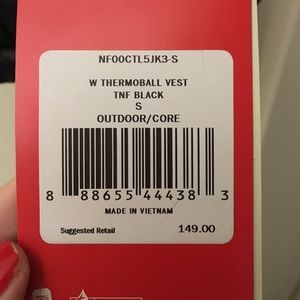 NF00CTL5JK3-S
W THERMOBALL VEST
TNF BLACK
S
OUTDOOR/CORE
8 88655 44438 3
MADE IN VIETNAM
Suggested Retail 149.00